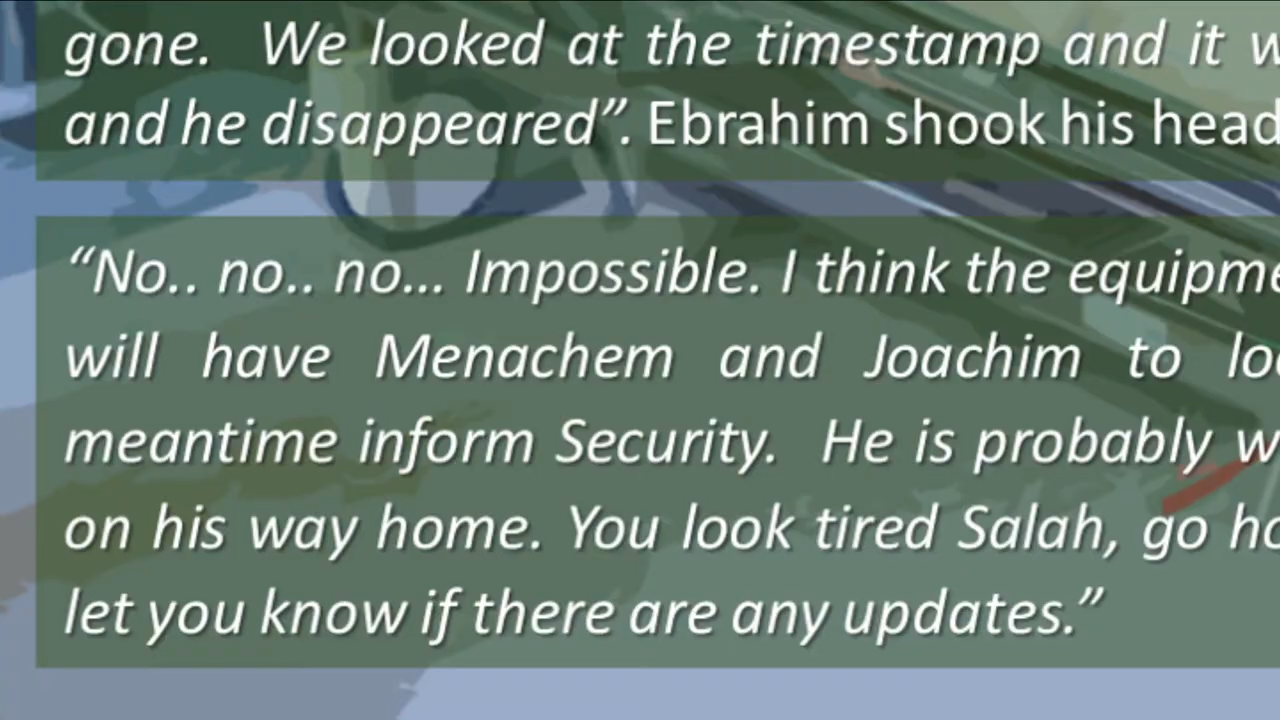 gone. We looked at the timestamp and it
and he disappeared”. Ebrahim shook his head
“No.. no.. no... Impossible. I think the
will have Menachem and Joachim to
meantime inform Security. He is probably
on his way home. You look tired Salah, go
let you know if there are any updates.”